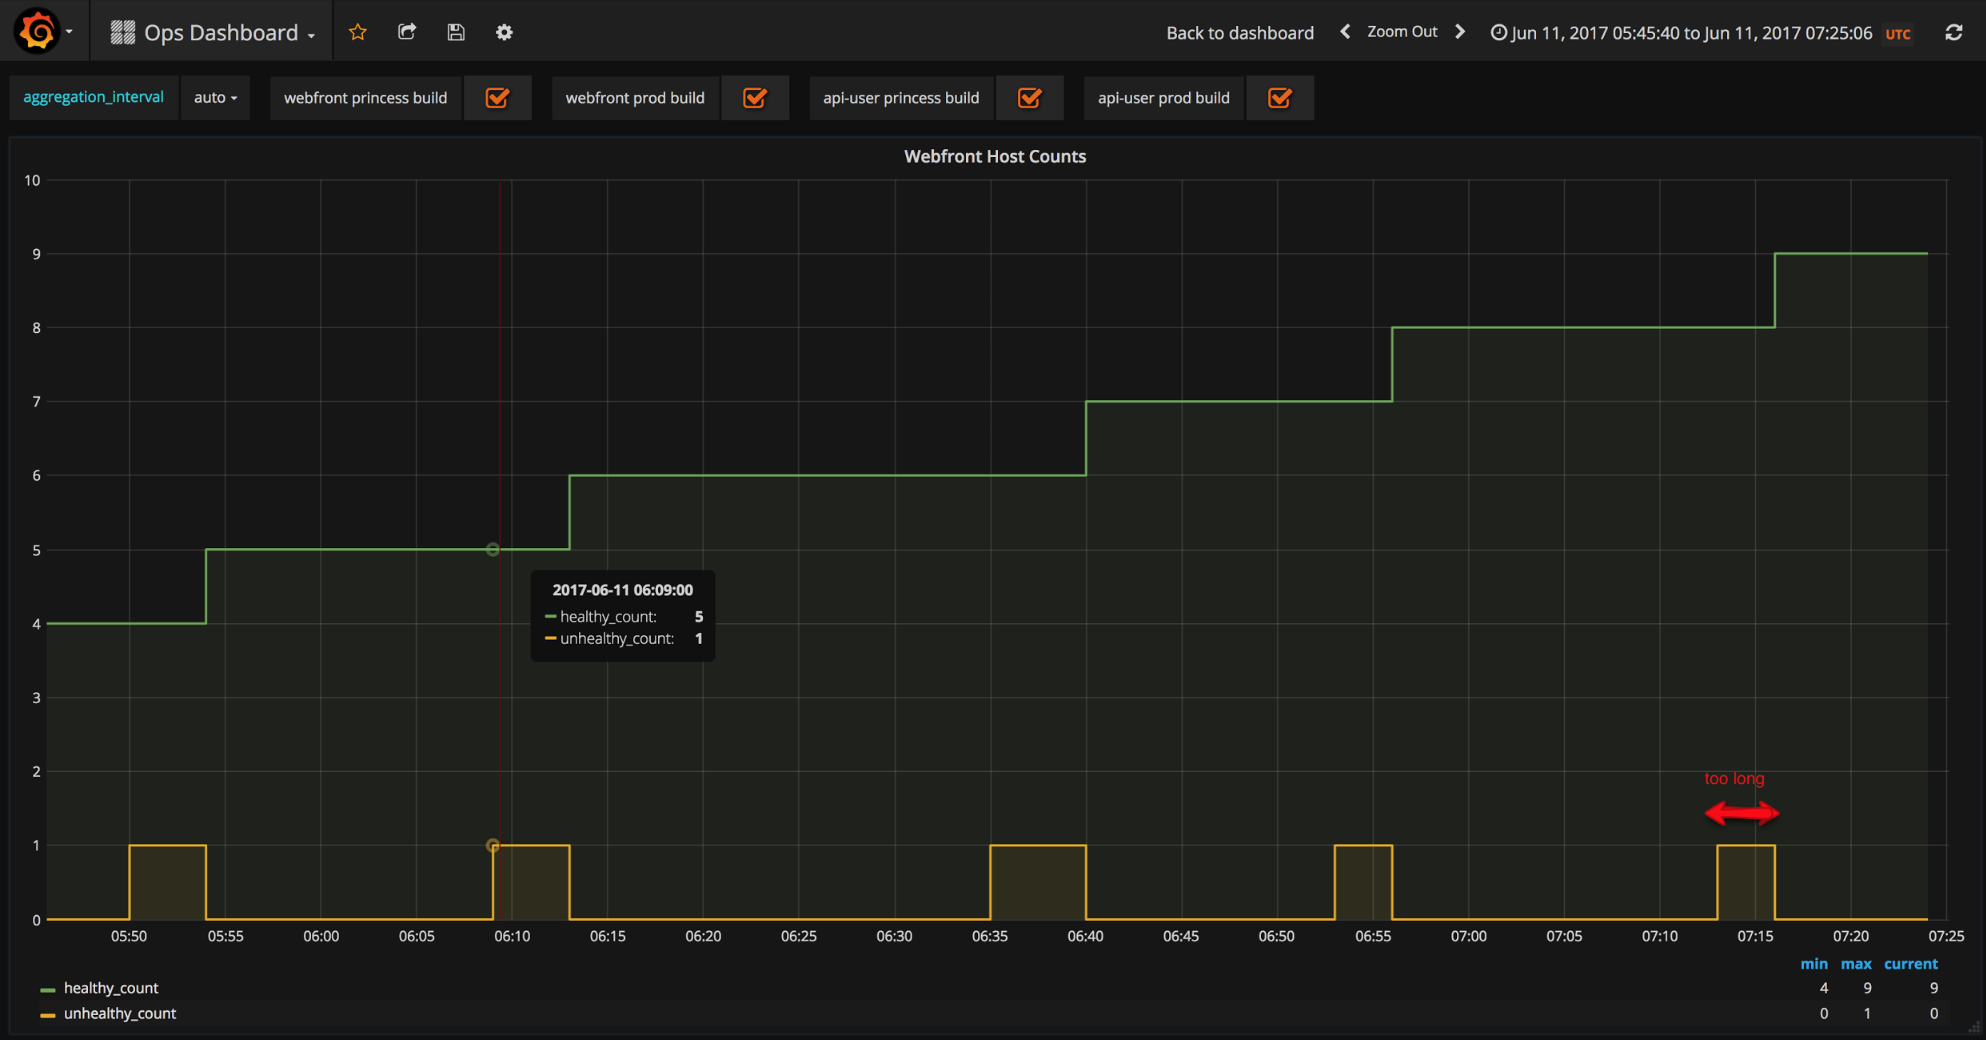 Ops Dashboard
Back to dashboard
Zoom Out
Jun 11, 2017 05:45:40 to Jun 11, 2017 07:25:06 UTC
aggregation_interval auto
webfront princess build
webfront prod build
api-user princess build
api-user prod build
Webfront Host Counts
10
9
8
7
6
5
4
3
2
1
0
2017-06-11 06:09:00
healthy_count: 5
unhealthy_count: 1
too long
05:50 05:55 06:00 06:05 06:10 06:15 06:20 06:25 06:30 06:35 06:40 06:45 06:50 06:55 07:00 07:05 07:10 07:15 07:20 07:25
min max current
healthy_count 4 9 9
unhealthy_count 0 1 0